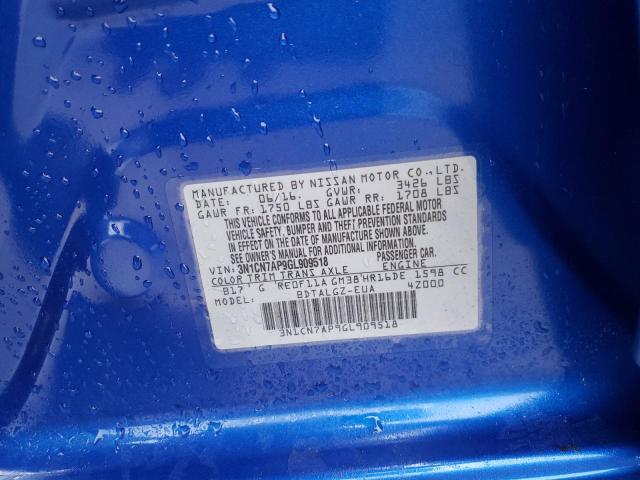 MANUFACTURED BY NISSAN MOTOR CO., LTD.
DATE: 06/16. GVWR: 3426 LBS
GAWR FR: 1750 LBS GAWR RR: 1708 LBS
THIS VEHICLE CONFORMS TO ALL APPLICABLE FEDERAL MOTOR
VEHICLE SAFETY, BUMPER AND THEFT PREVENTION STANDARDS
IN EFFECT ON THE DATE OF MANUFACTURE SHOWN ABOVE.
SEE OWNER'S MANUAL FOR ADDITIONAL INFORMATION.
VIN: 3N1CN7AP9GL909518 PASSENGER CAR.
COLOR TRIM TRANS AXLE ENGINE
B17 G RE0F11A GM38 HR16DE 1598 CC
MODEL: BDTALGZ-EUA 4Z000
3N1CN7AP9GL909518